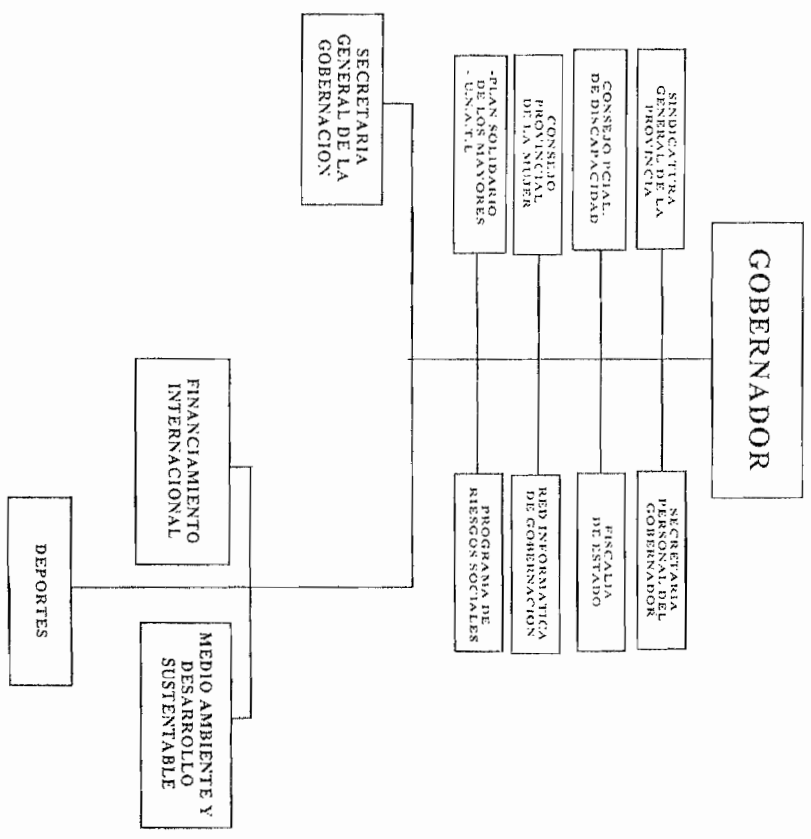 GOBERNADOR
SINDICATURA
GENERAL DE LA
PROVINCIA
SECRETARIA
PERSONAL DEL
GOBERNADOR
CONSEJO PCIAL.
DE DISCAPACIDAD
FISCALIA
DE ESTADO
CONSEJO
PROVINCIAL
DE LA MUJER
RED INFORMATICA
DE GOBERNACION
-PLAN SOLIDARIO
DE LOS MAYORES
- U.N.A.T.I.
PROGRAMA DE
RIESGOS SOCIALES
SECRETARIA
GENERAL DE LA
GOBERNACION
FINANCIAMIENTO
INTERNACIONAL
MEDIO AMBIENTE Y
DESARROLLO
SUSTENTABLE
DEPORTES